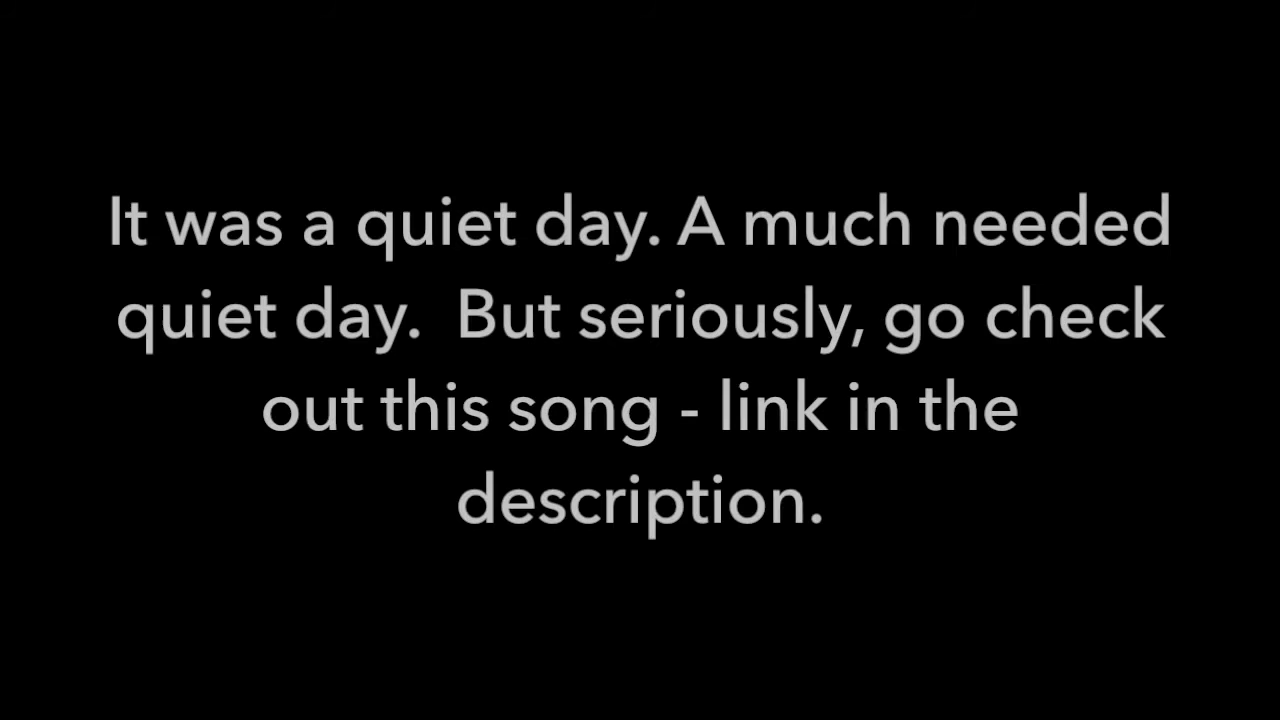 It was a quiet day. A much needed
quiet day.  But seriously, go check
out this song - link in the
description.